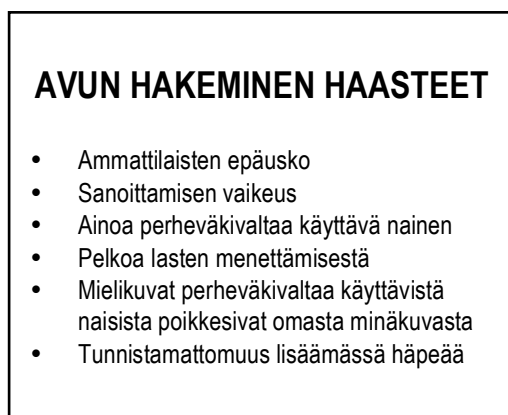 AVUN HAKEMINEN HAASTEET
• Ammattilaisten epäusko
• Sanoittamisen vaikeus
• Ainoa perheväkivaltaa käyttävä nainen
• Pelkoa lasten menettämisestä
• Mielikuvat perheväkivaltaa käyttävistä
naisista poikkesivat omasta minäkuvasta
• Tunnistamattomuus lisäämässä häpeää